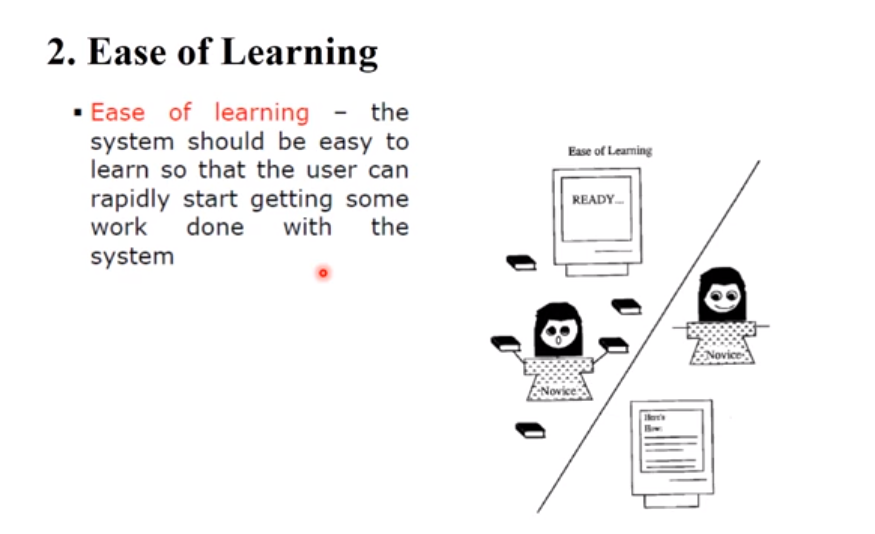 2. Ease of Learning
▪ Ease of learning – the
system should be easy to
learn so that the user can
rapidly start getting some
work done with the
system
Ease of Learning
READY...
Novice
Novice
Here's
How: